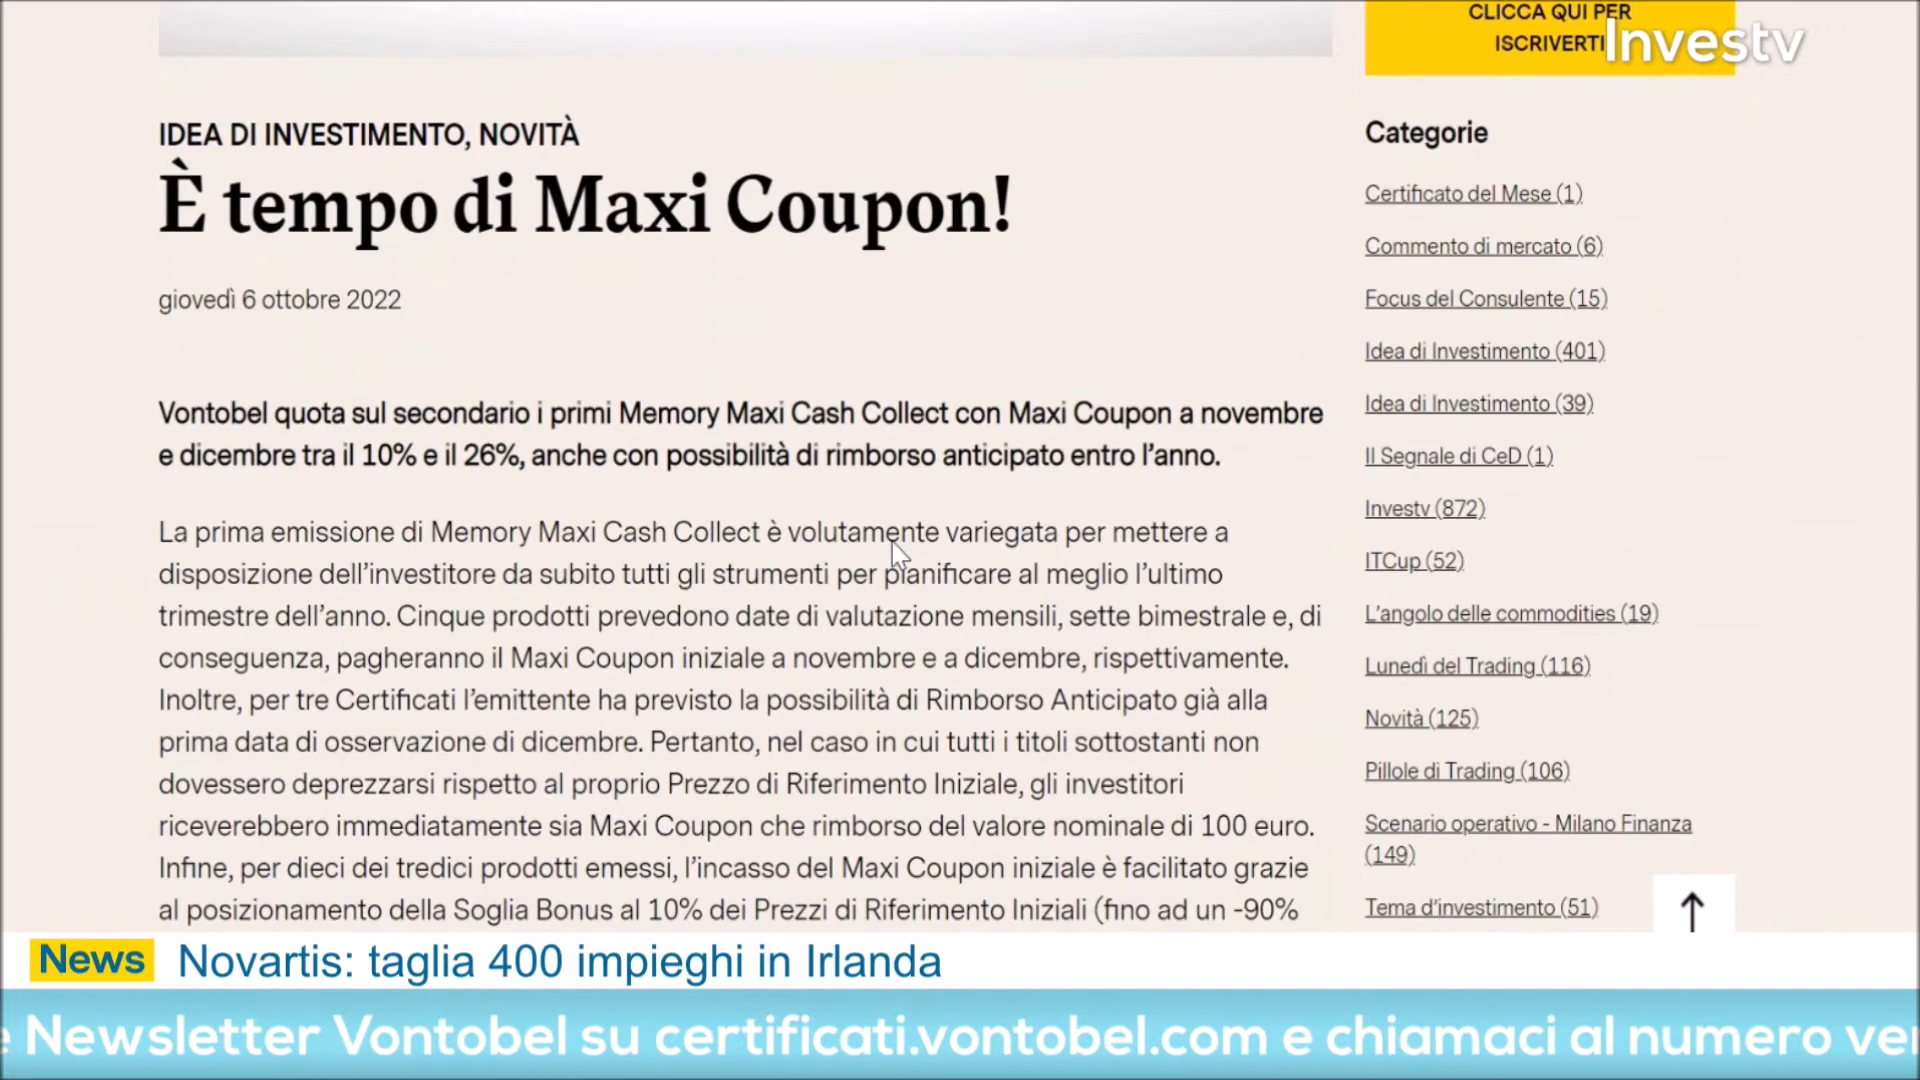 CLICCA QUI PER
ISCRIVERTI
Investv
IDEA DI INVESTIMENTO, NOVITÀ
È tempo di Maxi Coupon!
giovedì 6 ottobre 2022
Vontobel quota sul secondario i primi Memory Maxi Cash Collect con Maxi Coupon a novembre
e dicembre tra il 10% e il 26%, anche con possibilità di rimborso anticipato entro l’anno.
La prima emissione di Memory Maxi Cash Collect è volutamente variegata per mettere a
disposizione dell’investitore da subito tutti gli strumenti per pianificare al meglio l’ultimo
trimestre dell’anno. Cinque prodotti prevedono date di valutazione mensili, sette bimestrale e, di
conseguenza, pagheranno il Maxi Coupon iniziale a novembre e a dicembre, rispettivamente.
Inoltre, per tre Certificati l’emittente ha previsto la possibilità di Rimborso Anticipato già alla
prima data di osservazione di dicembre. Pertanto, nel caso in cui tutti i titoli sottostanti non
dovessero deprezzarsi rispetto al proprio Prezzo di Riferimento Iniziale, gli investitori
riceverebbero immediatamente sia Maxi Coupon che rimborso del valore nominale di 100 euro.
Infine, per dieci dei tredici prodotti emessi, l’incasso del Maxi Coupon iniziale è facilitato grazie
al posizionamento della Soglia Bonus al 10% dei Prezzi di Riferimento Iniziali (fino ad un -90%
Categorie
Certificato del Mese (1)
Commento di mercato (6)
Focus del Consulente (15)
Idea di Investimento (401)
Idea di Investimento (39)
Il Segnale di CeD (1)
Investv (872)
ITCup (52)
L’angolo delle commodities (19)
Lunedì del Trading (116)
Novità (125)
Pillole di Trading (106)
Scenario operativo - Milano Finanza
(149)
Tema d’investimento (51)
News Novartis: taglia 400 impieghi in Irlanda
e Newsletter Vontobel su certificati.vontobel.com e chiamaci al numero ver